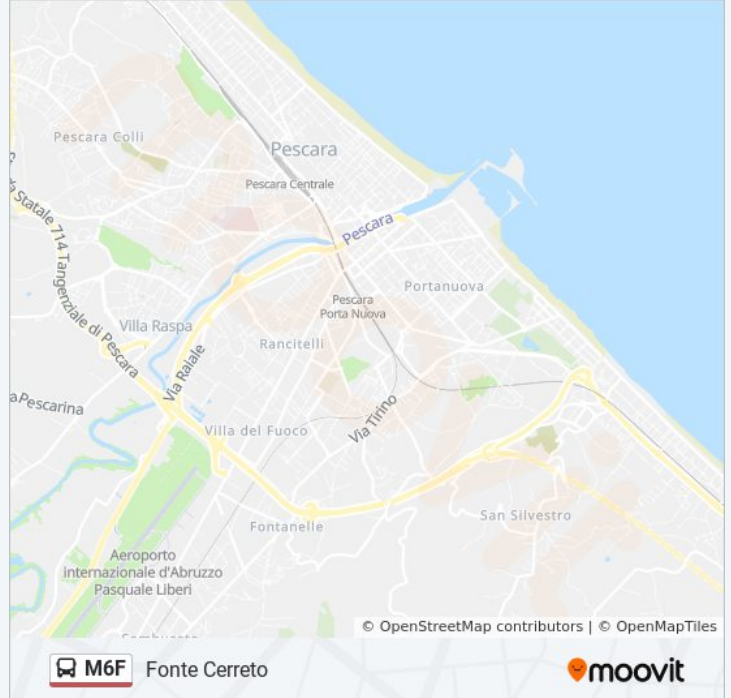 Pescara Colli
Pescara
Pescara Centrale
Statale 714 Tangenziale di Pescara
Pescara
Portanuova
Pescara
Porta Nuova
Villa Raspa
Rancitelli
Via Raiale
aPescarina
Villa del Fuoco
Via Tirino
San Silvestro
Fontanelle
Aeroporto
internazionale d'Abruzzo
Pasquale Liberi
© OpenStreetMap contributors | © OpenMapTiles
M6F Fonte Cerreto
moovit